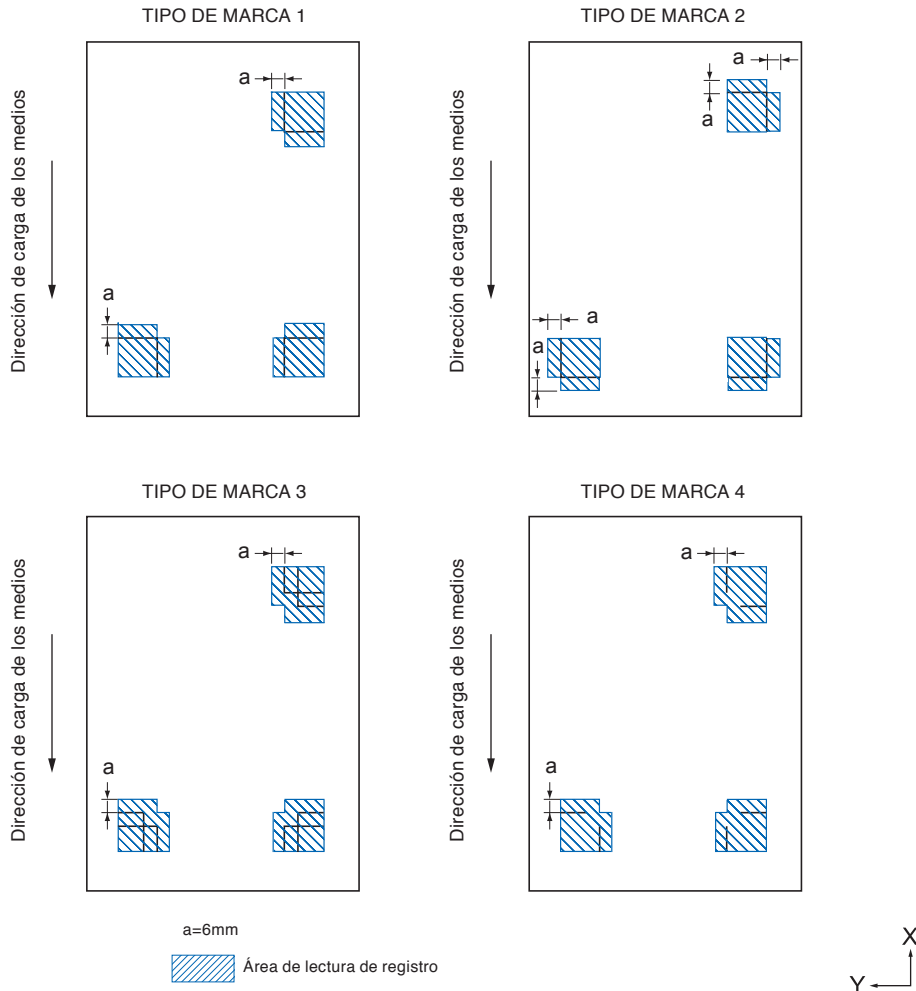 TIPO DE MARCA 1
TIPO DE MARCA 2
Dirección de carga de los medios
a
a
Dirección de carga de los medios
a
a
a
a
TIPO DE MARCA 3
TIPO DE MARCA 4
Dirección de carga de los medios
a
a
Dirección de carga de los medios
a
a
a=6mm
Área de lectura de registro
X
Y